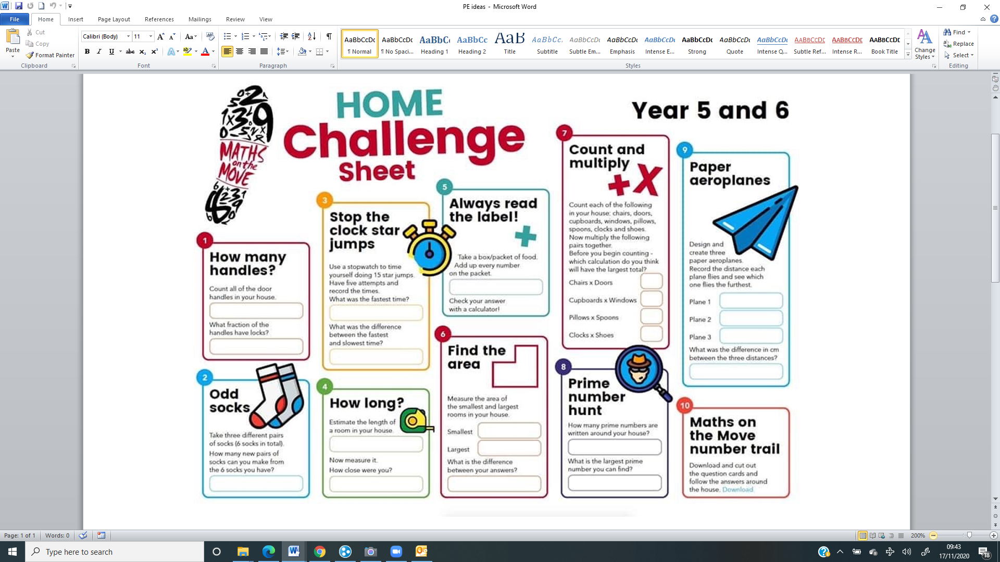 PE ideas - Microsoft Word
File Home Insert Page Layout References Mailings Review View
Paste
Cut
Copy
Format Painter
Clipboard
Calibri (Body) 11
Font
Paragraph
AaBbCcDc AaBbCcDc AaBbCc AaBbCc AaB AaBbCc. AaBbCcDc AaBbCcDc AaBbCcDc AaBbCcDc AaBbCcDc AaBbCcDc AABBCCDE AABBCCDE AABBCCDE
¶ Normal ¶ No Spaci... Heading 1 Heading 2 Title Subtitle Subtle Em... Emphasis Intense E... Strong Quote Intense Q... Subtle Ref... Intense R... Book Title
Change
Styles
Styles
Find
Replace
Select
Editing
MATHS
on the
MOVE
HOME
Challenge
Sheet
Year 5 and 6
1
How many
handles?
Count all of the door
handles in your house.
What fraction of the
handles have locks?
2
Odd
socks
Take three different pairs
of socks (6 socks in total).
How many new pairs of
socks can you make from
the 6 socks you have?
3
Stop the
clock star
jumps
Use a stopwatch to time
yourself doing 15 star jumps.
Have five attempts and
record the times.
What was the fastest time?
What was the difference
between the fastest
and slowest time?
4
How long?
Estimate the length of
a room in your house.
Now measure it.
How close were you?
5
Always read
the label!
Take a box/packet of food.
Add up every number
on the packet.
Check your answer
with a calculator!
6
Find the
area
Measure the area of
the smallest and largest
rooms in your house.
Smallest
Largest
What is the difference
between your answers?
7
Count and
multiply
+X
Count each of the following
in your house: chairs, doors,
cupboards, windows, pillows,
spoons, clocks and shoes.
Now multiply the following
pairs together.
Before you begin counting -
which calculation do you think
will have the largest total?
Chairs x Doors
Cupboards x Windows
Pillows x Spoons
Clocks x Shoes
8
Prime
number
hunt
How many prime numbers are
written around your house?
What is the largest prime
number you can find?
9
Paper
aeroplanes
Design and
create three
paper aeroplanes.
Record the distance each
plane flies and see which
one flies the furthest.
Plane 1
Plane 2
Plane 3
What was the difference in cm
between the three distances?
10
Maths on
the Move
number trail
Download and cut out
the question cards and
follow the answers around
the house. Download
Page: 1 of 1 Words: 0 200%
Type here to search
09:43
17/11/2020
18